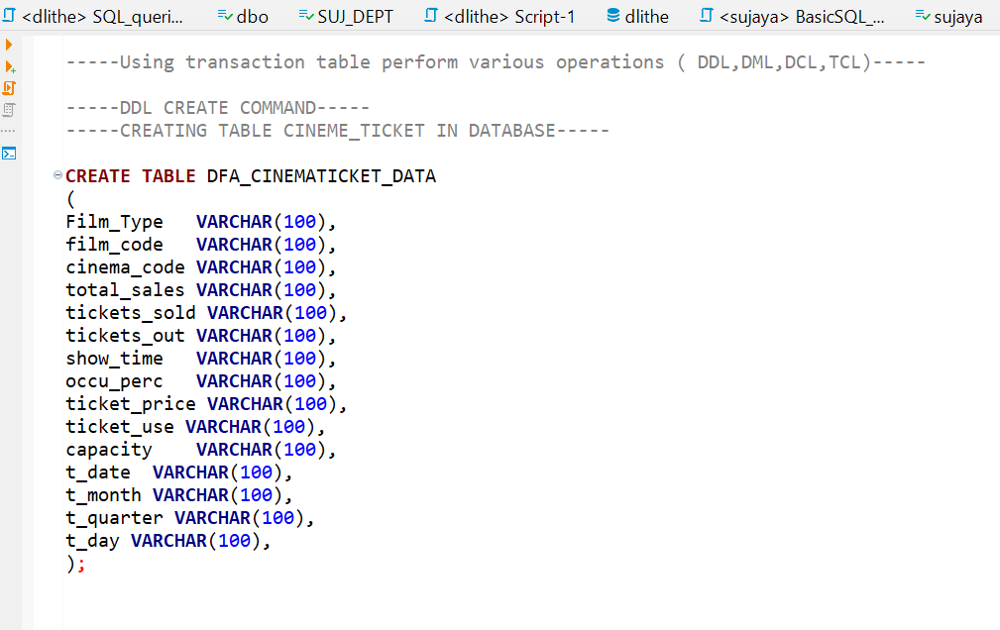 <dlithe> SQL_queri... dbo SUJ_DEPT <dlithe> Script-1 dlithe <sujaya> BasicSQL_... sujaya
-----Using transaction table perform various operations ( DDL,DML,DCL,TCL)-----
-----DDL CREATE COMMAND-----
-----CREATING TABLE CINEME_TICKET IN DATABASE-----
CREATE TABLE DFA_CINEMATICKET_DATA
(
Film_Type   VARCHAR(100),
film_code   VARCHAR(100),
cinema_code VARCHAR(100),
total_sales VARCHAR(100),
tickets_sold VARCHAR(100),
tickets_out VARCHAR(100),
show_time   VARCHAR(100),
occu_perc   VARCHAR(100),
ticket_price VARCHAR(100),
ticket_use VARCHAR(100),
capacity    VARCHAR(100),
t_date  VARCHAR(100),
t_month VARCHAR(100),
t_quarter VARCHAR(100),
t_day VARCHAR(100),
);